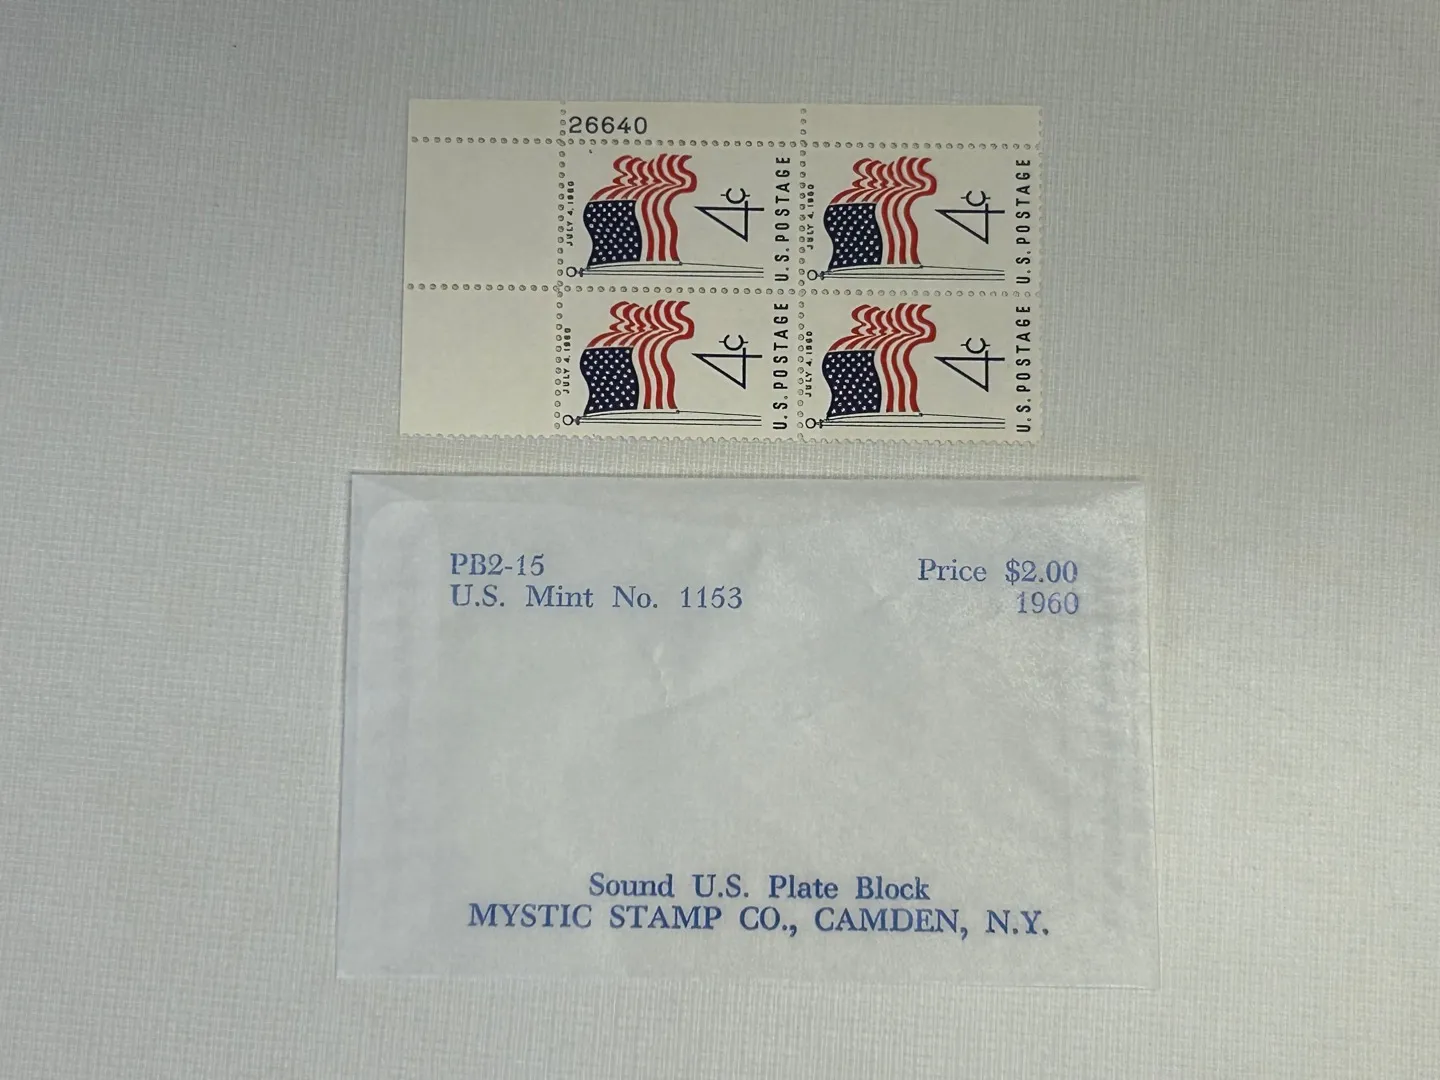 26640
JULY 4, 1960
4¢
U.S. POSTAGE
JULY 4, 1960
4¢
U.S. POSTAGE
JULY 4, 1960
4¢
U.S. POSTAGE
JULY 4, 1960
4¢
U.S. POSTAGE
PB2-15
U.S. Mint No. 1153
Price $2.00
1960
Sound U.S. Plate Block
MYSTIC STAMP CO., CAMDEN, N.Y.